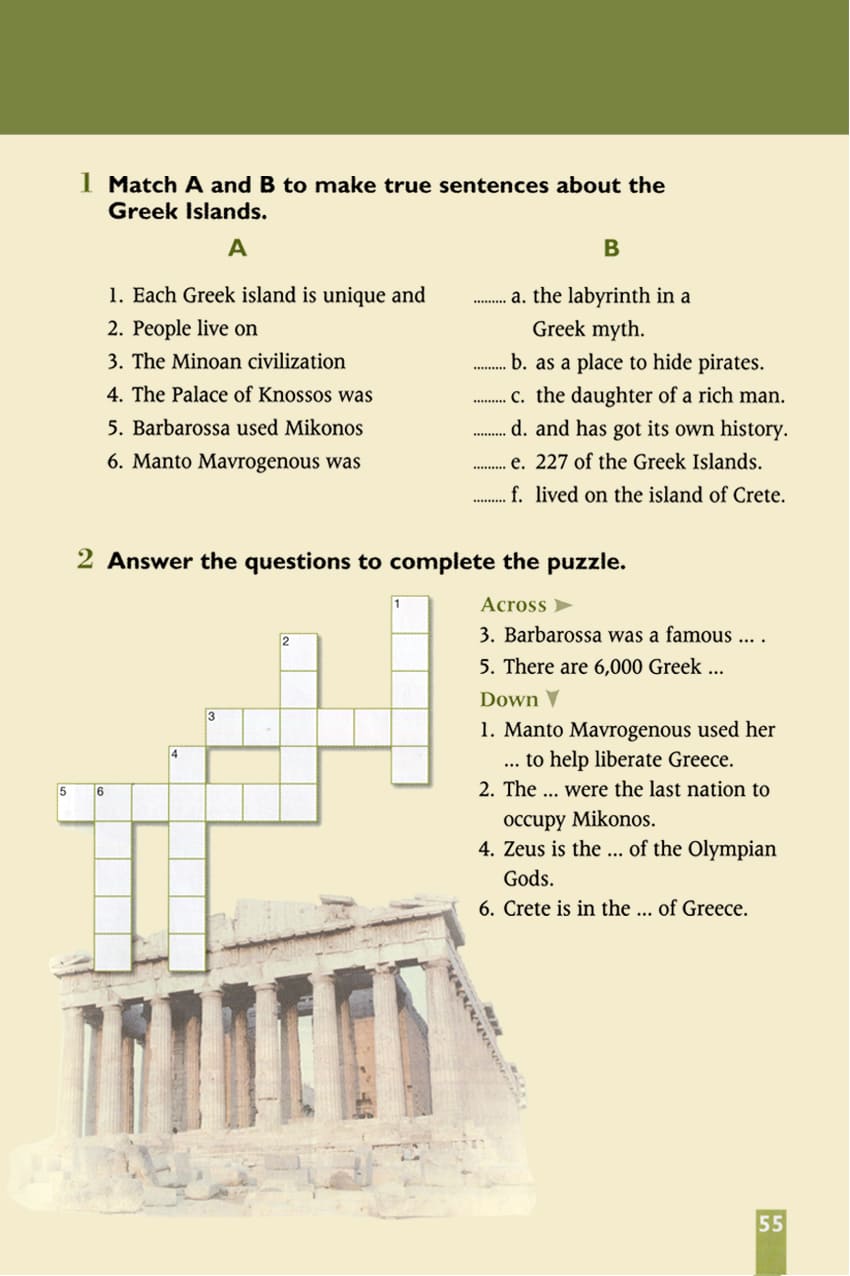 1 Match A and B to make true sentences about the
Greek Islands.
A
1. Each Greek island is unique and
2. People live on
3. The Minoan civilization
4. The Palace of Knossos was
5. Barbarossa used Mikonos
6. Manto Mavrogenous was
B
......... a. the labyrinth in a
Greek myth.
......... b. as a place to hide pirates.
......... c. the daughter of a rich man.
......... d. and has got its own history.
......... e. 227 of the Greek Islands.
......... f. lived on the island of Crete.
2 Answer the questions to complete the puzzle.
1
2
3
4
5 6
Across
3. Barbarossa was a famous ... .
5. There are 6,000 Greek ...
Down
1. Manto Mavrogenous used her
... to help liberate Greece.
2. The ... were the last nation to
occupy Mikonos.
4. Zeus is the ... of the Olympian
Gods.
6. Crete is in the ... of Greece.
55